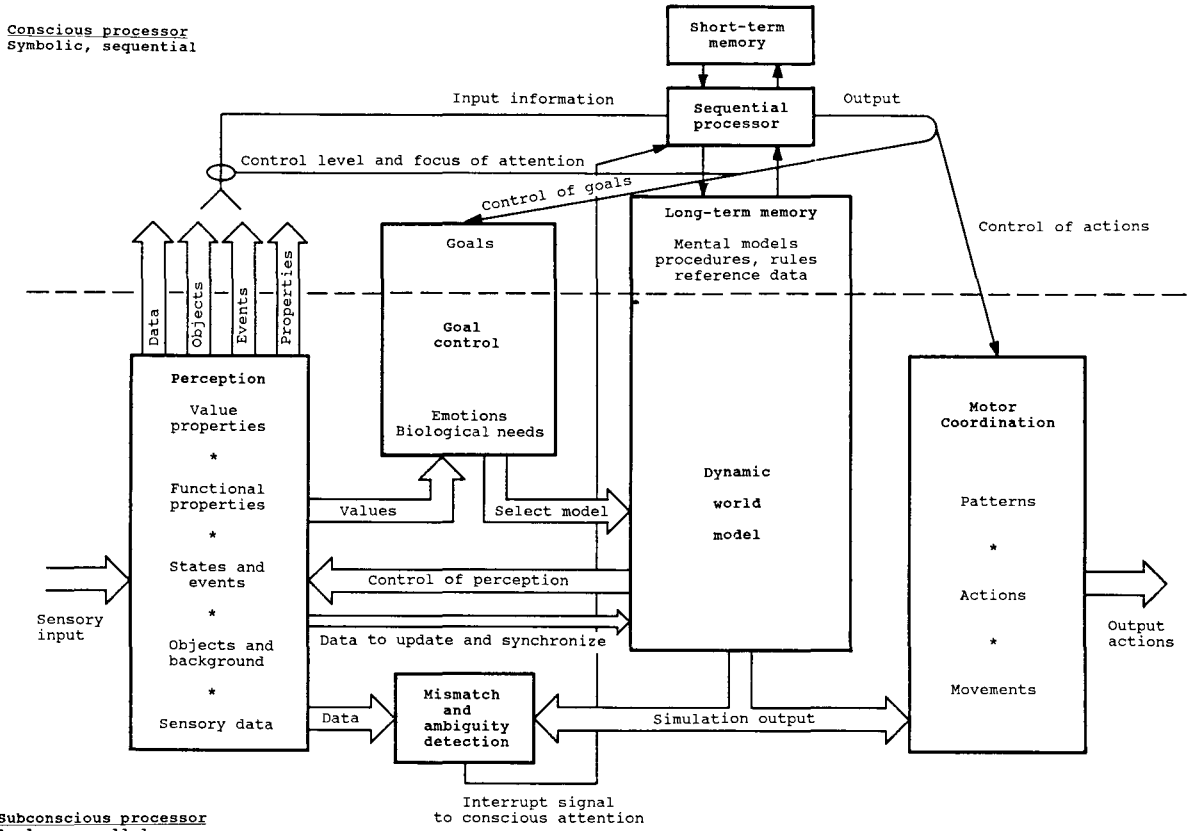 Conscious processor
Symbolic, sequential
Short-term
memory
Input information
Sequential
processor
Output
Control level and focus of attention
Control of goals
Control of actions
Data
Objects
Events
Properties
Goals
Goal
control
Emotions
Biological needs
Long-term memory
Mental models
procedures, rules
reference data
Dynamic
world
model
Perception
Value
properties
*
Functional
properties
*
States and
events
*
Objects and
background
*
Sensory data
Motor
Coordination
Patterns
*
Actions
*
Movements
Values
Select model
Control of perception
Data to update and synchronize
Sensory
input
Output
actions
Data
Mismatch
and
ambiguity
detection
Simulation output
Interrupt signal
to conscious attention
Subconscious processor